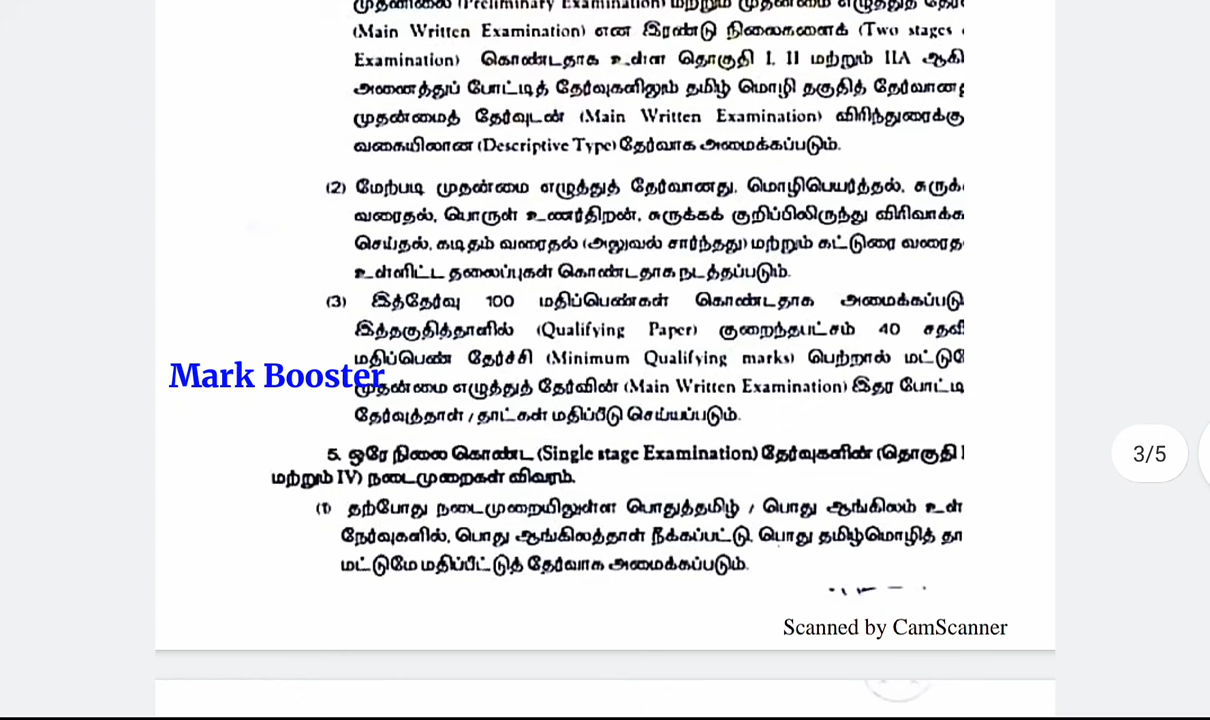 முதனிலை (Preliminary Examination) மற்றும் முதன்மை எழுத்துத்
(Main Written Examination) என இரண்டு நிலைகளைக் (Two stages
Examination) கொண்டதாக உள்ள தொகுதி I, II மற்றும் IIA ஆகி
அனைத்துப் போட்டித் தேர்வுகளிலும் தமிழ் மொழி தகுதித் தேர்வான
முதன்மைத் தேர்வுடன் (Main Written Examination) விரிந்துரைக்கு
வகையிலான (Descriptive Type) தேர்வாக அமைக்கப்படும்.
(2) மேற்படி முதன்மை எழுத்துத் தேர்வானது, மொழிபெயர்த்தல், சுருக்
வரைதல், பொருள் உணர்திறன், சுருக்கக் குறிப்பிலிருந்து விரிவாக்க
செய்தல், கடிதம் வரைதல் (அலுவல் சார்ந்தது) மற்றும் கட்டுரை வரைத
உள்ளிட்ட தலைப்புகள் கொண்டதாக நடத்தப்படும்.
(3) இத்தேர்வு 100 மதிப்பெண்கள் கொண்டதாக அமைக்கப்படு
இத்தகுதித்தாளில் (Qualifying Paper) குறைந்தபட்சம் 40 சதவி
மதிப்பெண் தேர்ச்சி (Minimum Qualifying marks) பெற்றால் மட்டுமே
Mark Booster
முதன்மை எழுத்துத் தேர்வின் (Main Written Examination) இதர போட்டி
தேர்வுத்தாள் / தாட்கள் மதிப்பீடு செய்யப்படும்.
3/5
5. ஒரே நிலை கொண்ட (Single stage Examination) தேர்வுகளின் (தொகுதி I
மற்றும் IV) நடைமுறைகள் விவரம்.
(1) தற்போது நடைமுறையிலுள்ள பொதுத்தமிழ் / பொது ஆங்கிலம் உள்
நேர்வுகளில், பொது ஆங்கிலத்தாள் நீக்கப்பட்டு, பொது தமிழ்மொழித் தா
மட்டுமே மதிப்பீட்டுத் தேர்வாக அமைக்கப்படும்.
Scanned by CamScanner